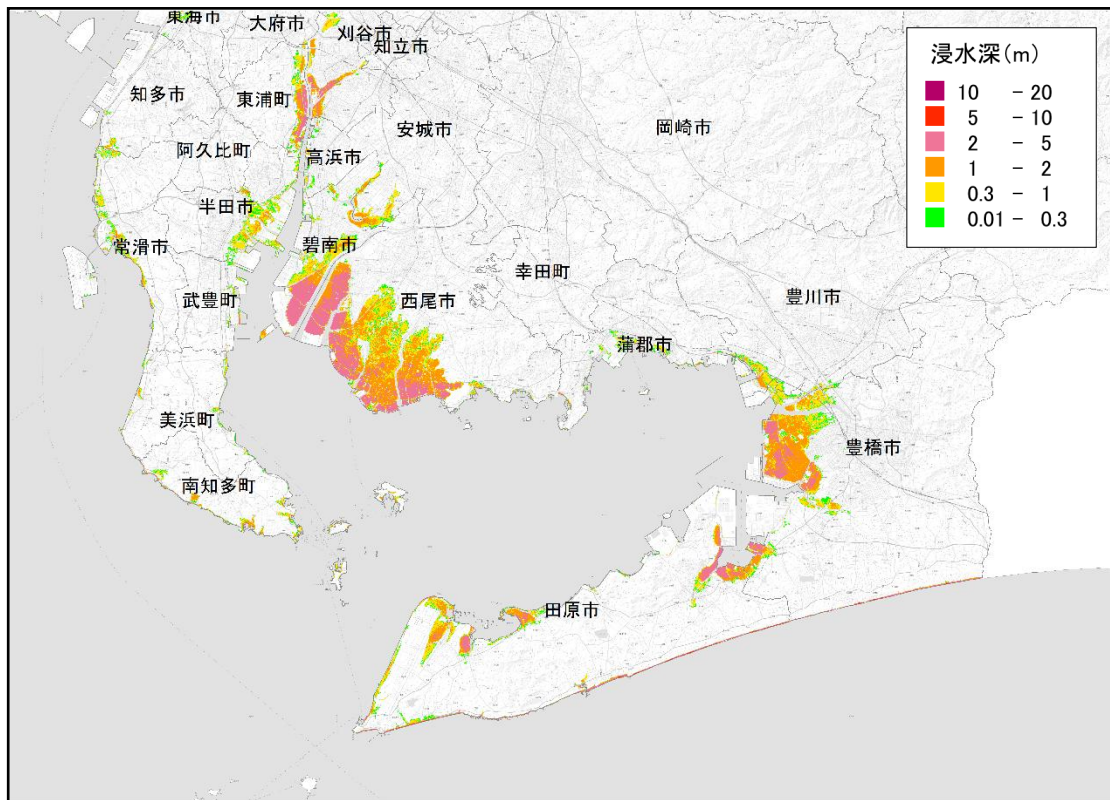 東海市
大府市
刈谷市
知立市
浸水深(m)
10 - 20
5 - 10
2 - 5
1 - 2
0.3 - 1
0.01 - 0.3
知多市
東浦町
安城市
岡崎市
阿久比町
高浜市
半田市
常滑市
碧南市
武豊町
西尾市
幸田町
豊川市
蒲郡市
美浜町
豊橋市
南知多町
田原市